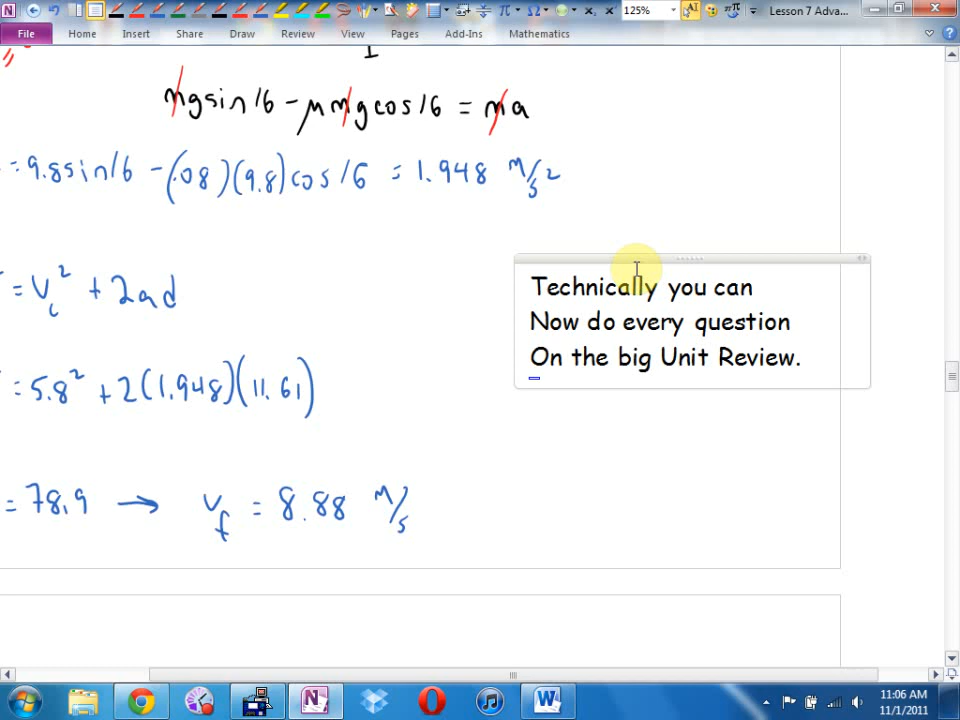 125%
Lesson 7 Adva...
File Home Insert Share Draw Review View Pages Add-Ins Mathematics
mgsin16 - μmgcos16 = ma
= 9.8sin16 - (.08)(9.8)cos16 = 1.948 m/s2
= vi² + 2ad
Technically you can
Now do every question
On the big Unit Review.
= 5.8² + 2(1.948)(11.61)
= 78.9 → vf = 8.88 m/s
11:06 AM
11/1/2011